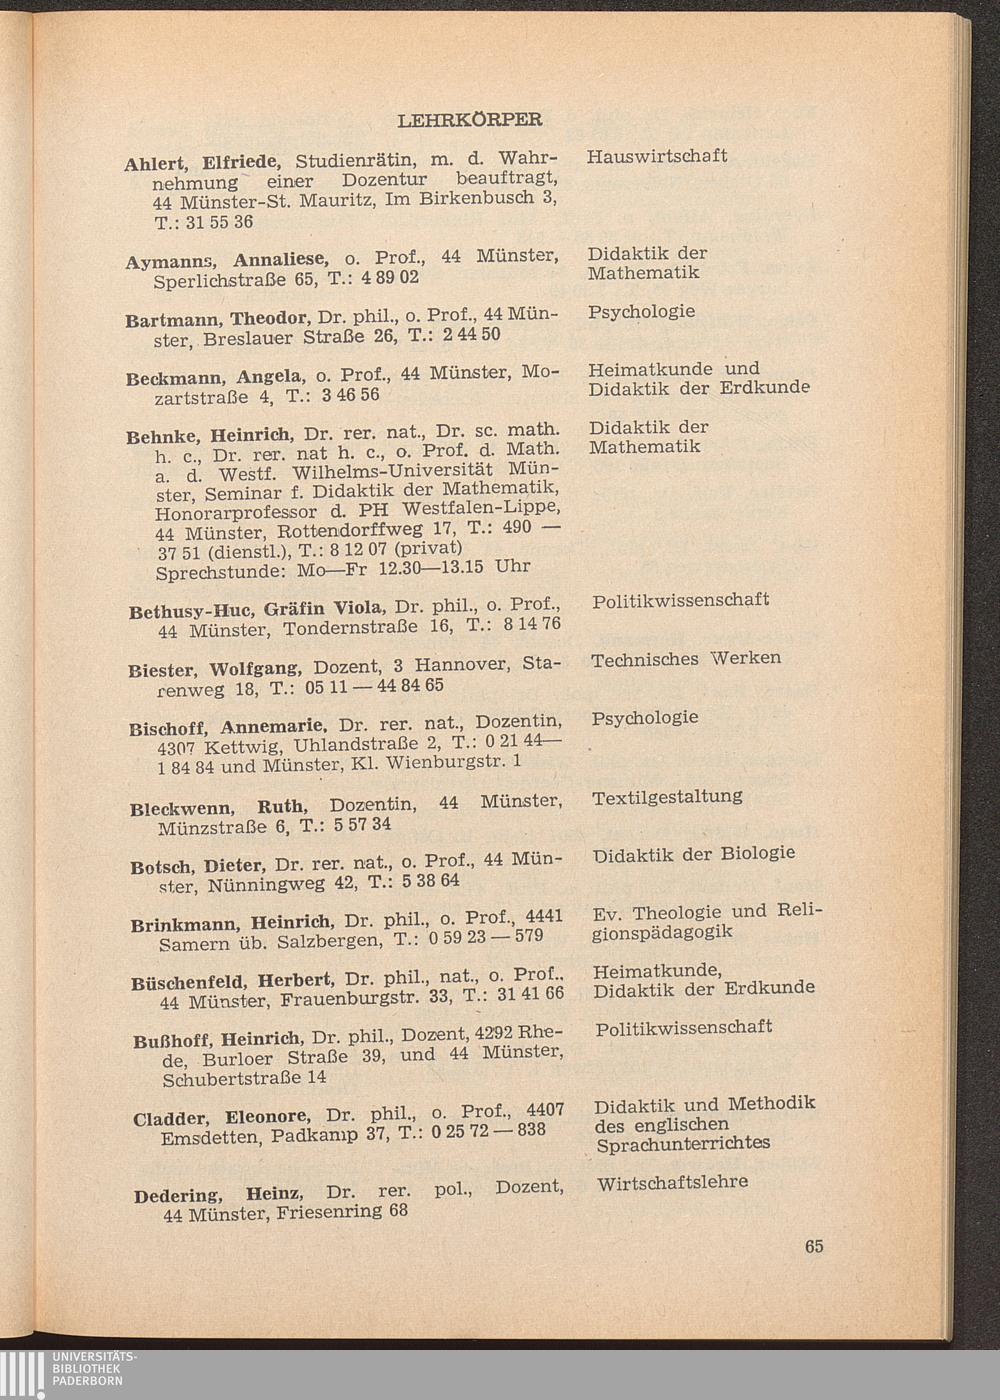 LEHRKÖRPER
Ahlert, Elfriede, Studienrätin, m. d. Wahr-
nehmung einer Dozentur beauftragt,
44 Münster-St. Mauritz, Im Birkenbusch 3,
T.: 31 55 36
Hauswirtschaft
Aymanns, Annaliese, o. Prof., 44 Münster,
Sperlichstraße 65, T.: 4 89 02
Didaktik der
Mathematik
Bartmann, Theodor, Dr. phil., o. Prof., 44 Mün-
ster, Breslauer Straße 26, T.: 2 44 50
Psychologie
Beckmann, Angela, o. Prof., 44 Münster, Mo-
zartstraße 4, T.: 3 46 56
Heimatkunde und
Didaktik der Erdkunde
Behnke, Heinrich, Dr. rer. nat., Dr. sc. math.
h. c., Dr. rer. nat h. c., o. Prof. d. Math.
a. d. Westf. Wilhelms-Universität Mün-
ster, Seminar f. Didaktik der Mathematik,
Honorarprofessor d. PH Westfalen-Lippe,
44 Münster, Rottendorffweg 17, T.: 490 —
37 51 (dienstl.), T.: 8 12 07 (privat)
Sprechstunde: Mo—Fr 12.30—13.15 Uhr
Didaktik der
Mathematik
Bethusy-Huc, Gräfin Viola, Dr. phil., o. Prof.,
44 Münster, Tondernstraße 16, T.: 8 14 76
Politikwissenschaft
Biester, Wolfgang, Dozent, 3 Hannover, Sta-
renweg 18, T.: 05 11 — 44 84 65
Technisches Werken
Bischoff, Annemarie, Dr. rer. nat., Dozentin,
4307 Kettwig, Uhlandstraße 2, T.: 0 21 44—
1 84 84 und Münster, Kl. Wienburgstr. 1
Psychologie
Bleckwenn, Ruth, Dozentin, 44 Münster,
Münzstraße 6, T.: 5 57 34
Textilgestaltung
Botsch, Dieter, Dr. rer. nat., o. Prof., 44 Mün-
ster, Nünningweg 42, T.: 5 38 64
Didaktik der Biologie
Brinkmann, Heinrich, Dr. phil., o. Prof., 4441
Samern üb. Salzbergen, T.: 0 59 23 — 579
Ev. Theologie und Reli-
gionspädagogik
Büschenfeld, Herbert, Dr. phil., nat., o. Prof..
44 Münster, Frauenburgstr. 33, T.: 31 41 66
Heimatkunde,
Didaktik der Erdkunde
Bußhoff, Heinrich, Dr. phil., Dozent, 4292 Rhe-
de, Burloer Straße 39, und 44 Münster,
Schubertstraße 14
Politikwissenschaft
Cladder, Eleonore, Dr. phil., o. Prof., 4407
Emsdetten, Padkamp 37, T.: 0 25 72 — 838
Didaktik und Methodik
des englischen
Sprachunterrichtes
Dedering, Heinz, Dr. rer. pol., Dozent,
44 Münster, Friesenring 68
Wirtschaftslehre
65
UNIVERSITÄTS-
BIBLIOTHEK
PADERBORN